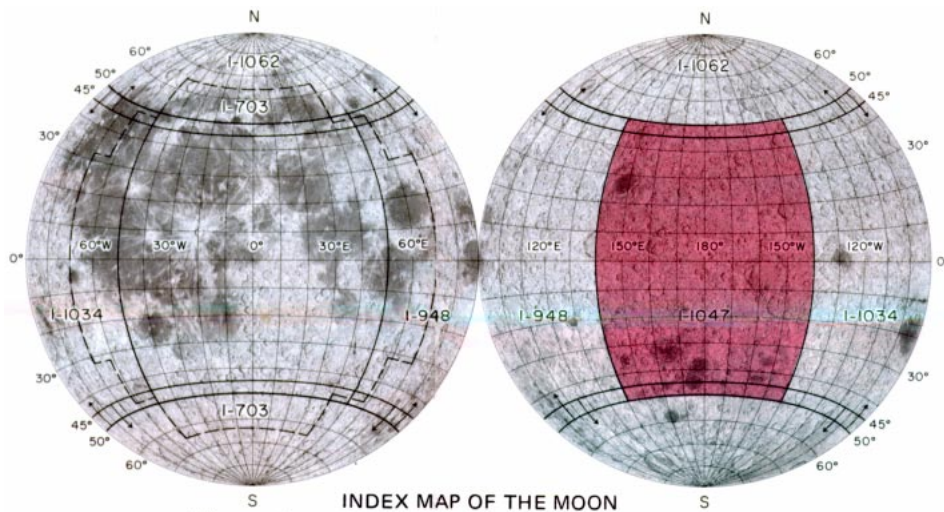 N N
I-1062 I-1062
60° 60°
50° 50°
45° 45°
I-703
30° 30°
0° 60°W 30°W 0° 30°E 60°E 120°E 150°E 180° 150°W 120°W 0
I-1034 I-948 I-948 I-1047 I-1034
30° 30°
I-703
45° 45°
50° 50°
60° 60°
S S
INDEX MAP OF THE MOON